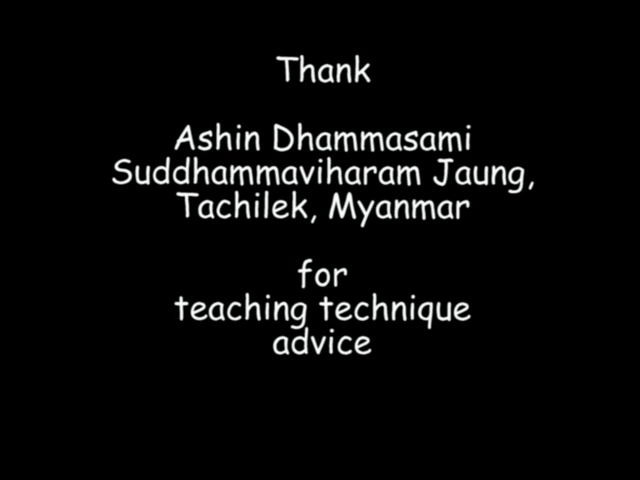 Thank
Ashin Dhammasami
Suddhammaviharam Jaung,
Tachilek, Myanmar
for
teaching technique
advice